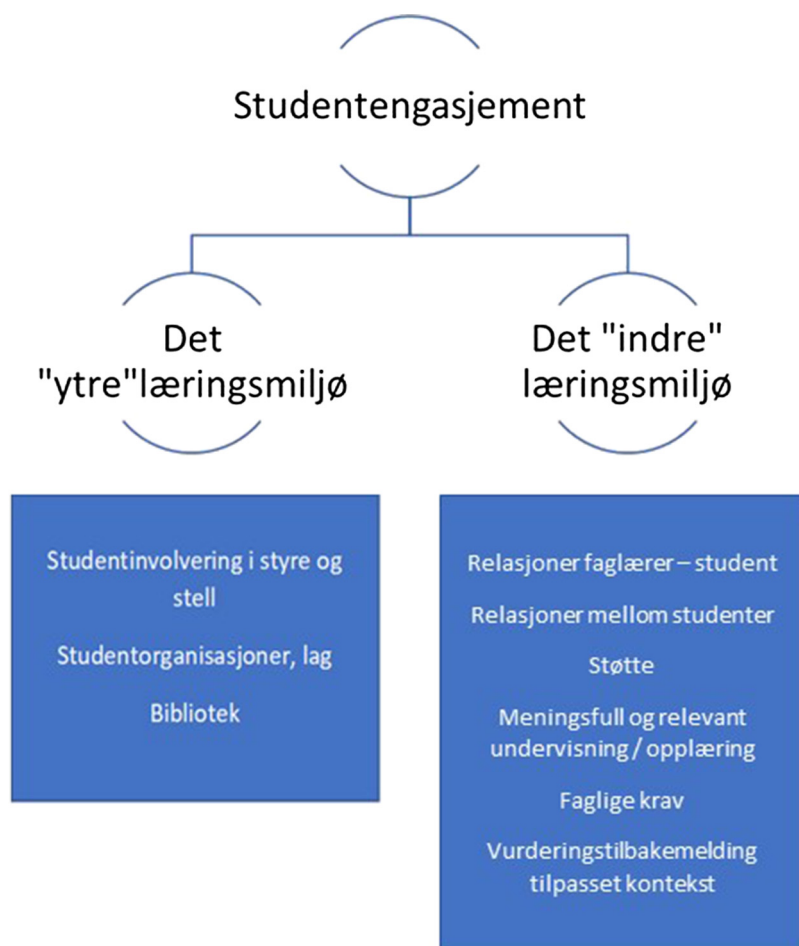 Studentengasjement
Det
"ytre"læringsmiljø
Studentinvolvering i styre og
stell
Studentorganisasjoner, lag
Bibliotek
Det "indre"
læringsmiljø
Relasjoner faglærer – student
Relasjoner mellom studenter
Støtte
Meningsfull og relevant
undervisning / opplæring
Faglige krav
Vurderingstilbakemelding
tilpasset kontekst